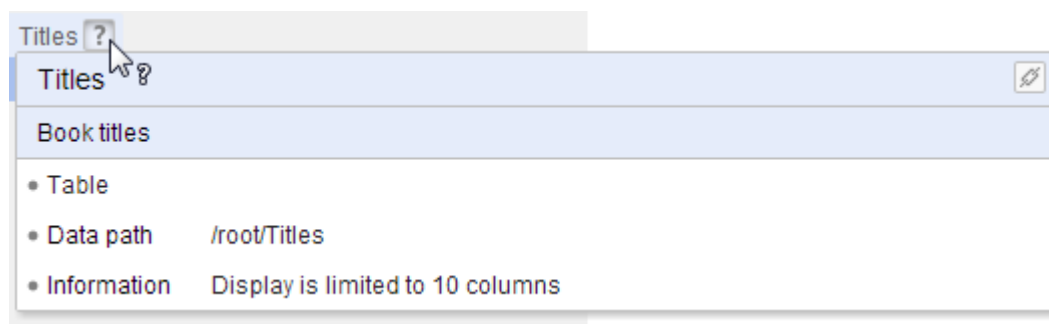 Titles ?
Titles
Book titles
• Table
• Data path /root/Titles
• Information Display is limited to 10 columns